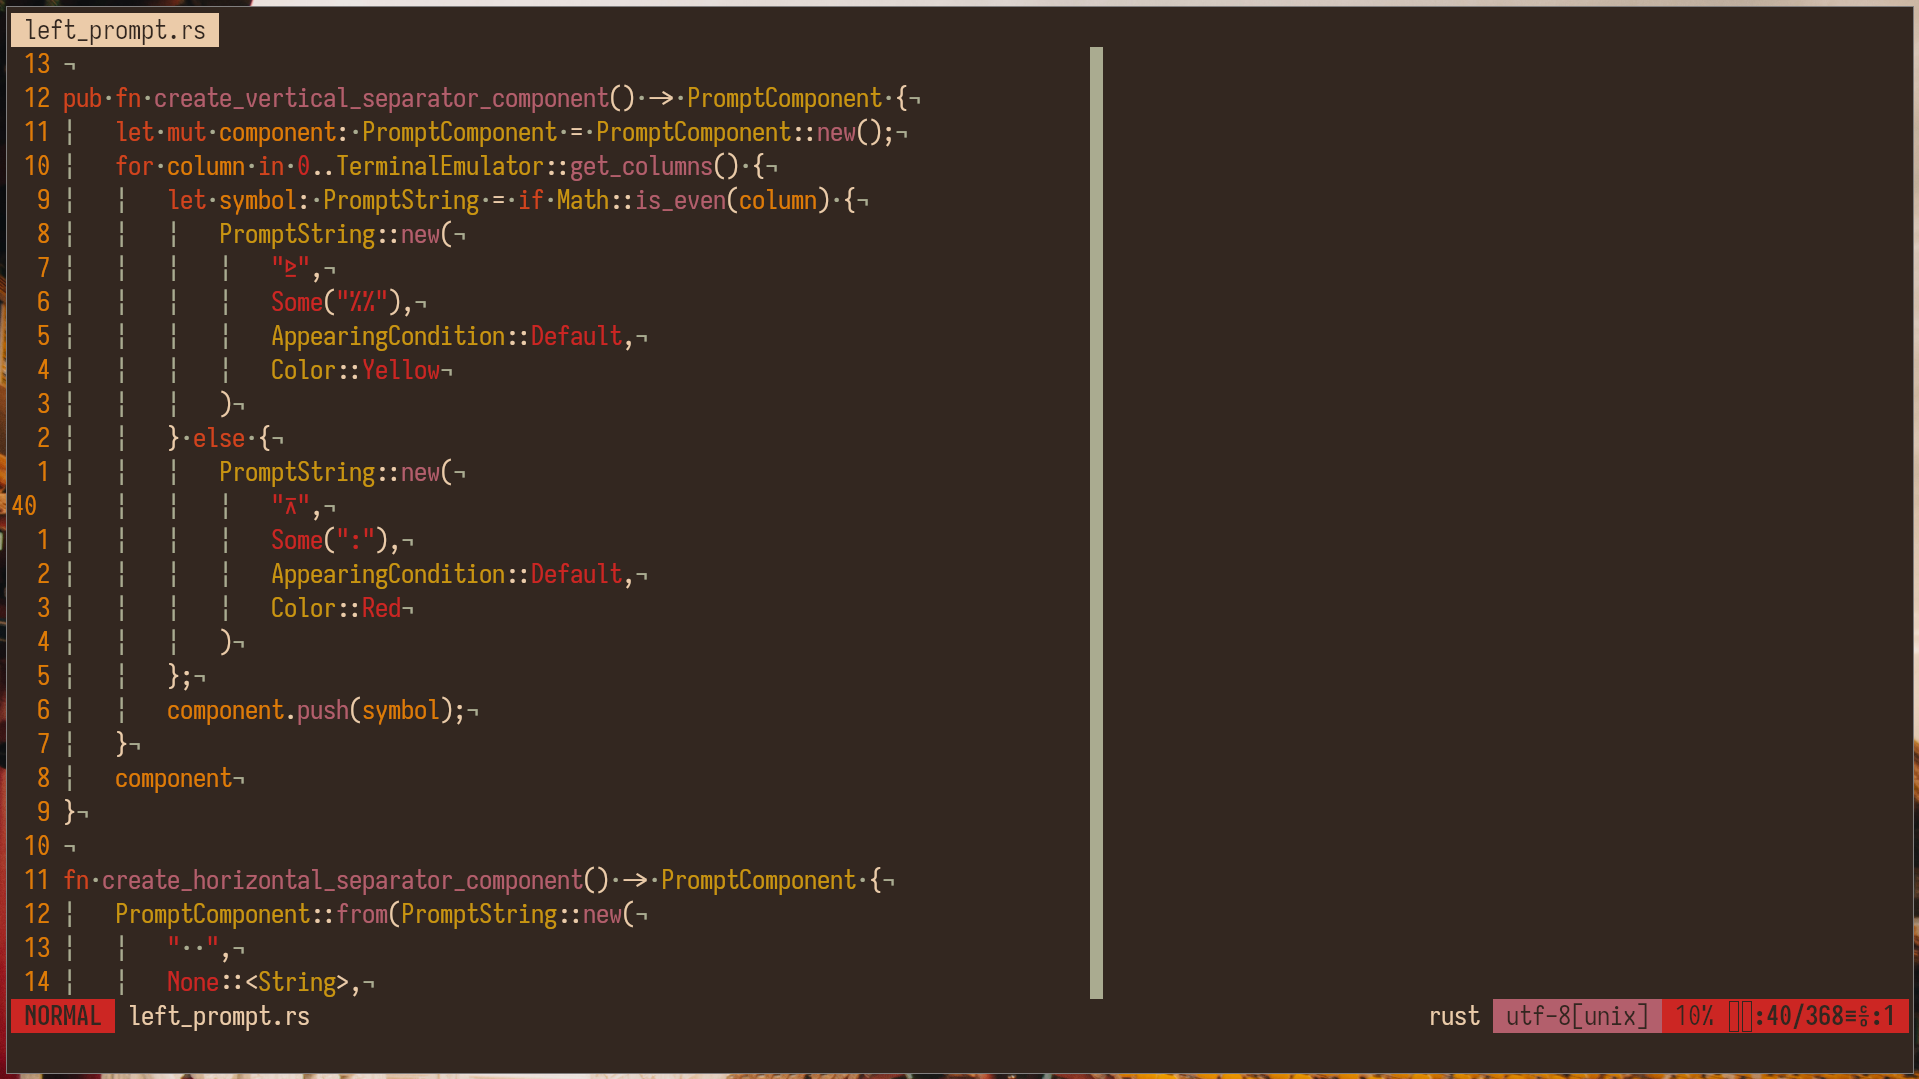 left_prompt.rs
13 ¬
12 pub·fn·create_vertical_separator_component()·->·PromptComponent·{¬
11 ¦   let·mut·component:·PromptComponent·=·PromptComponent::new();¬
10 ¦   for·column·in·0..TerminalEmulator::get_columns()·{¬
9 ¦   ¦   let·symbol:·PromptString·=·if·Math::is_even(column)·{¬
8 ¦   ¦   ¦   PromptString::new(¬
7 ¦   ¦   ¦   ¦   "⊵",¬
6 ¦   ¦   ¦   ¦   Some("%%"),¬
5 ¦   ¦   ¦   ¦   AppearingCondition::Default,¬
4 ¦   ¦   ¦   ¦   Color::Yellow¬
3 ¦   ¦   ¦   )¬
2 ¦   ¦   }·else·{¬
1 ¦   ¦   ¦   PromptString::new(¬
40 ¦   ¦   ¦   ¦   "⊼",¬
1 ¦   ¦   ¦   ¦   Some(":"),¬
2 ¦   ¦   ¦   ¦   AppearingCondition::Default,¬
3 ¦   ¦   ¦   ¦   Color::Red¬
4 ¦   ¦   ¦   )¬
5 ¦   ¦   };¬
6 ¦   ¦   component.push(symbol);¬
7 ¦   }¬
8 ¦   component¬
9 }¬
10 ¬
11 fn·create_horizontal_separator_component()·->·PromptComponent·{¬
12 ¦   PromptComponent::from(PromptString::new(¬
13 ¦   ¦   "··",¬
14 ¦   ¦   None::<String>,¬
NORMAL left_prompt.rs rust utf-8[unix] 10% :40/368≡℅:1